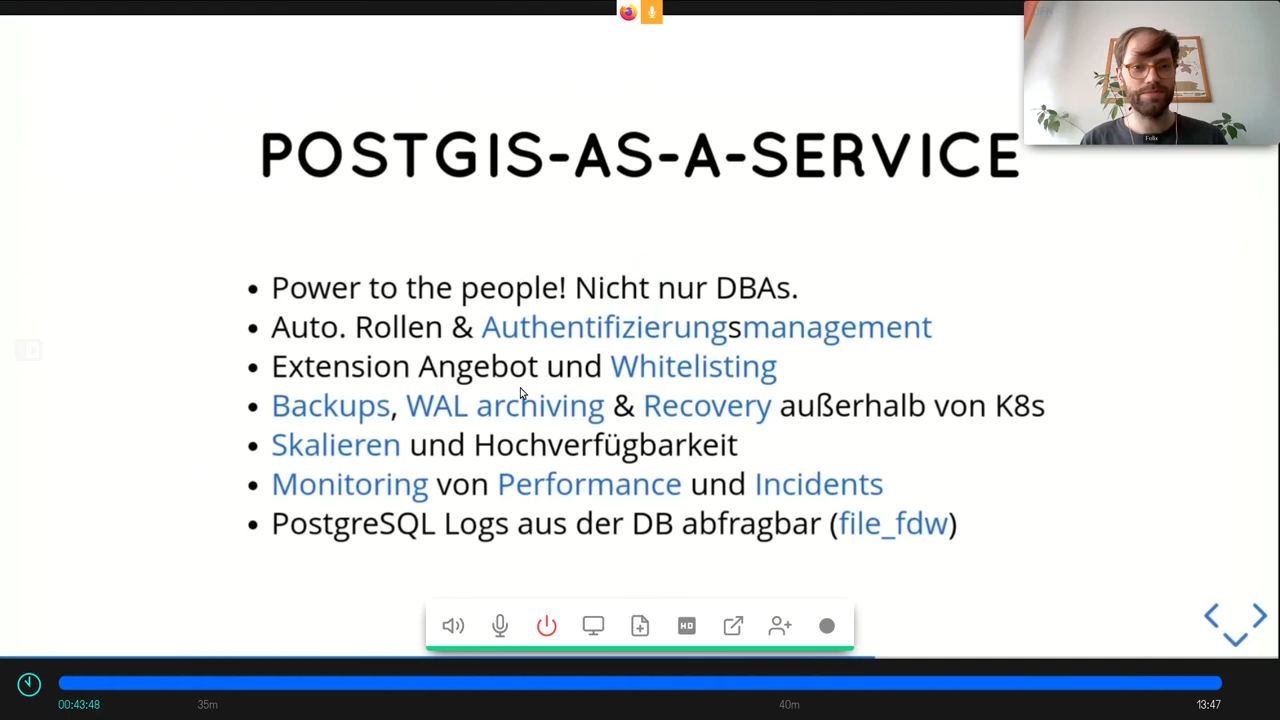 POSTGIS-AS-A-SERVICE
Felix
Power to the people! Nicht nur DBAs.
Auto. Rollen & Authentifizierungsmanagement
Extension Angebot und Whitelisting
Backups, WAL archiving & Recovery außerhalb von K8s
Skalieren und Hochverfügbarkeit
Monitoring von Performance und Incidents
PostgreSQL Logs aus der DB abfragbar (file_fdw)
HD
00:43:48
35m
40m
13:47